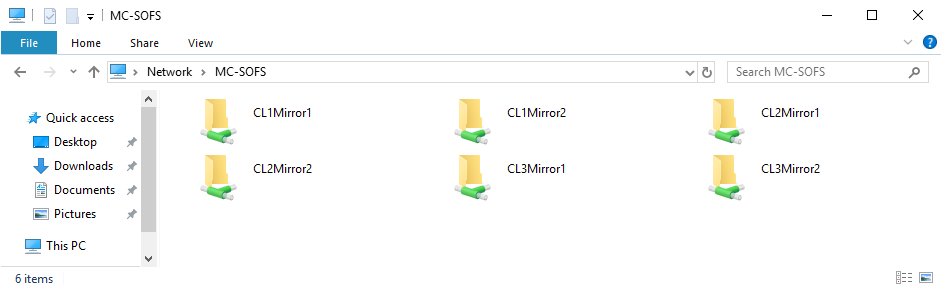 MC-SOFS
File Home Share View
Network MC-SOFS
Search MC-SOFS
Quick access
Desktop
Downloads
Documents
Pictures
This PC
CL1Mirror1 CL1Mirror2 CL2Mirror1
CL2Mirror2 CL3Mirror1 CL3Mirror2
6 items